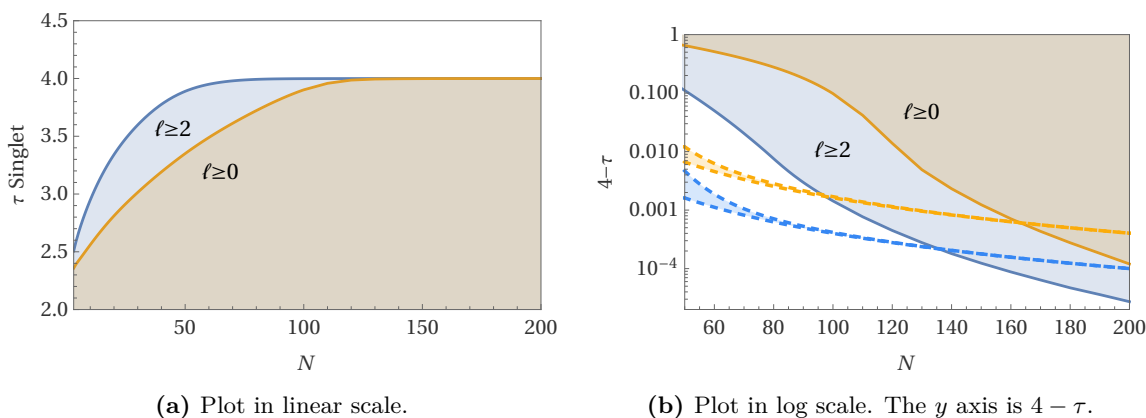 4.5
4.0
3.5
3.0
2.5
2.0
τ Singlet
ℓ≥2
ℓ≥0
50
100
150
200
N
(a) Plot in linear scale.
1
0.100
0.010
0.001
10⁻⁴
4−τ
ℓ≥0
ℓ≥2
60
80
100
120
140
160
180
200
N
(b) Plot in log scale. The y axis is 4 − τ.